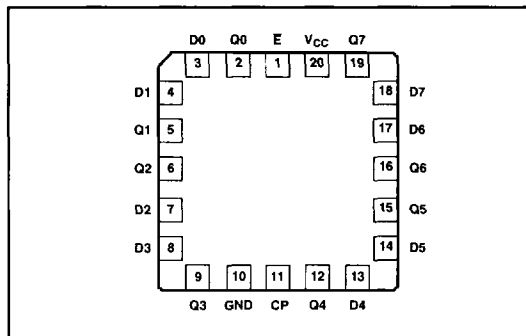 D0 Q0 E VCC Q7
3 2 1 20 19
D1 4 18 D7
Q1 5 17 D6
Q2 6 16 Q6
D2 7 15 Q5
D3 8 14 D5
9 10 11 12 13
Q3 GND CP Q4 D4